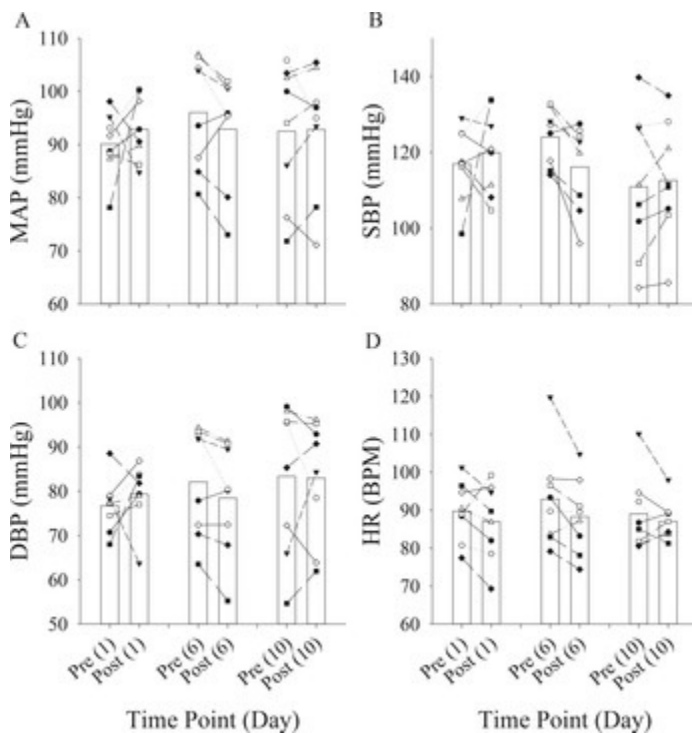 A
MAP (mmHg)
110
100
90
80
70
60
B
SBP (mmHg)
140
120
100
80
C
DBP (mmHg)
110
100
90
80
70
60
50
Pre (1) Post (1) Pre (6) Post (6) Pre (10) Post (10)
Time Point (Day)
D
HR (BPM)
130
120
110
100
90
80
70
60
Pre (1) Post (1) Pre (6) Post (6) Pre (10) Post (10)
Time Point (Day)